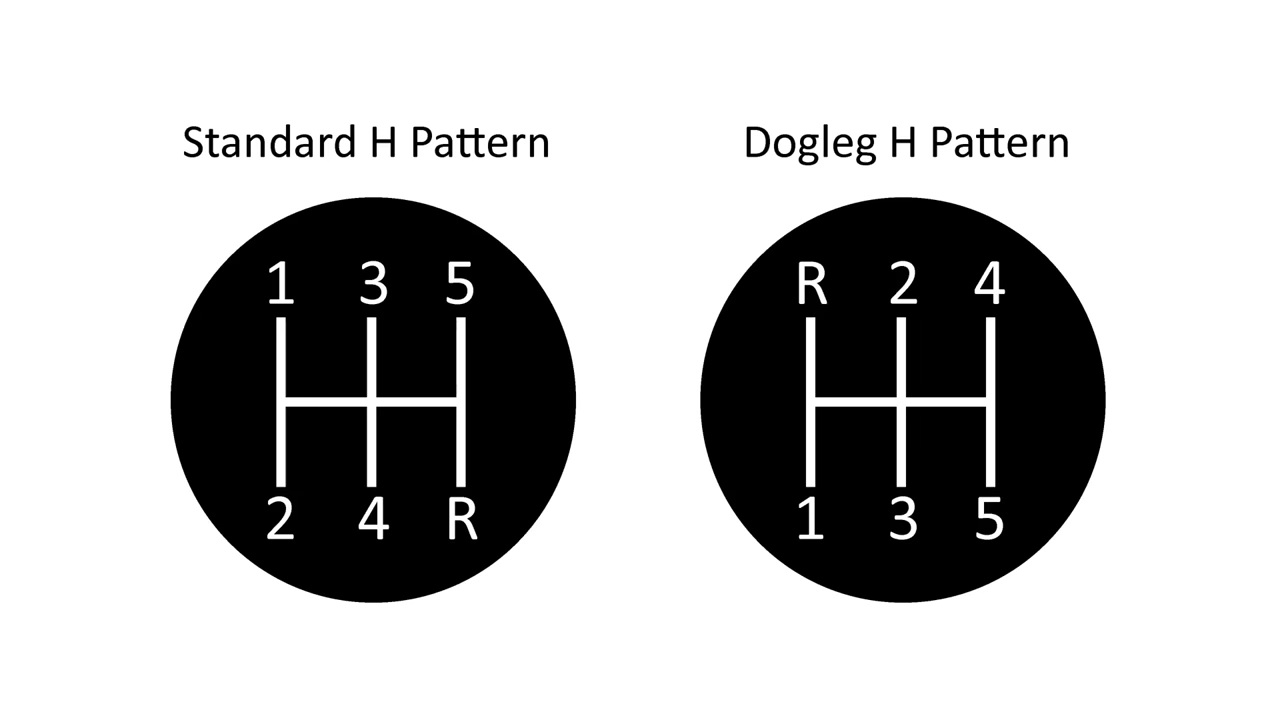 Standard H Pattern
1 3 5
2 4 R
Dogleg H Pattern
R 2 4
1 3 5